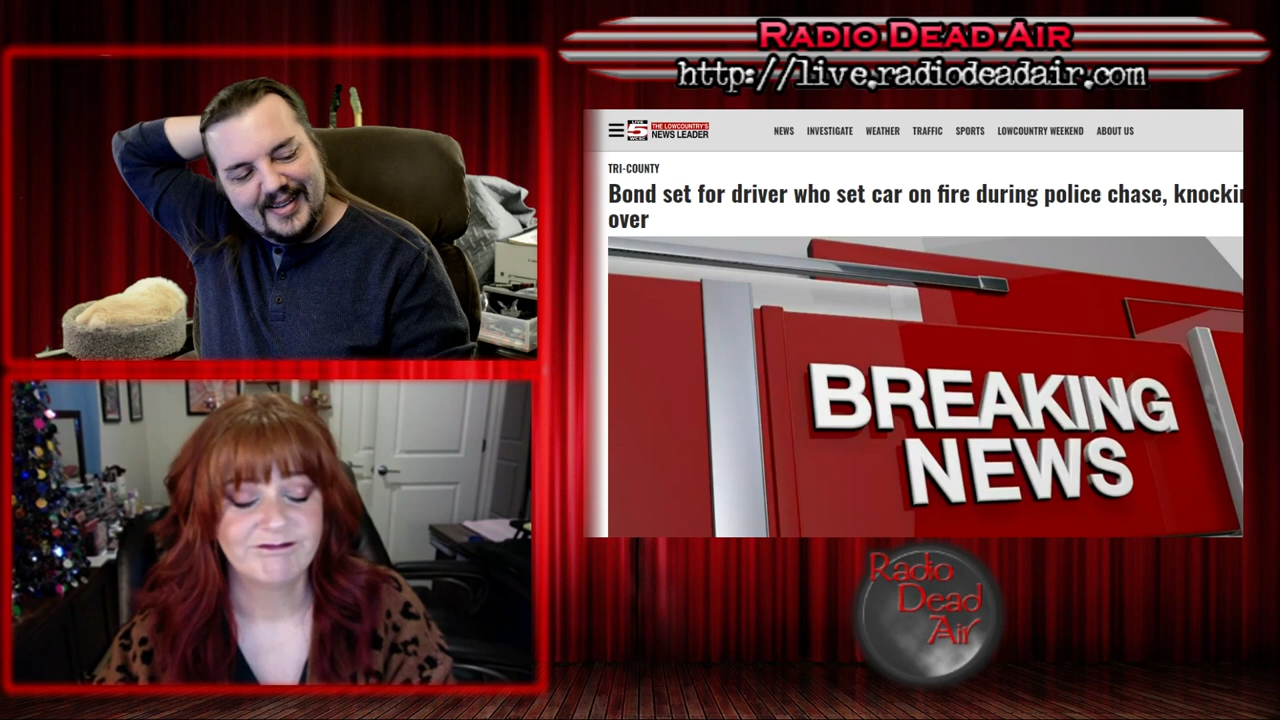 Radio Dead Air
http://live.radiodeadair.com
LIVE
5
WCSC
THE LOWCOUNTRY'S
NEWS LEADER
NEWS INVESTIGATE WEATHER TRAFFIC SPORTS LOWCOUNTRY WEEKEND ABOUT US
TRI-COUNTY
Bond set for driver who set car on fire during police chase, knockin
over
BREAKING
NEWS
Radio
Dead
Air